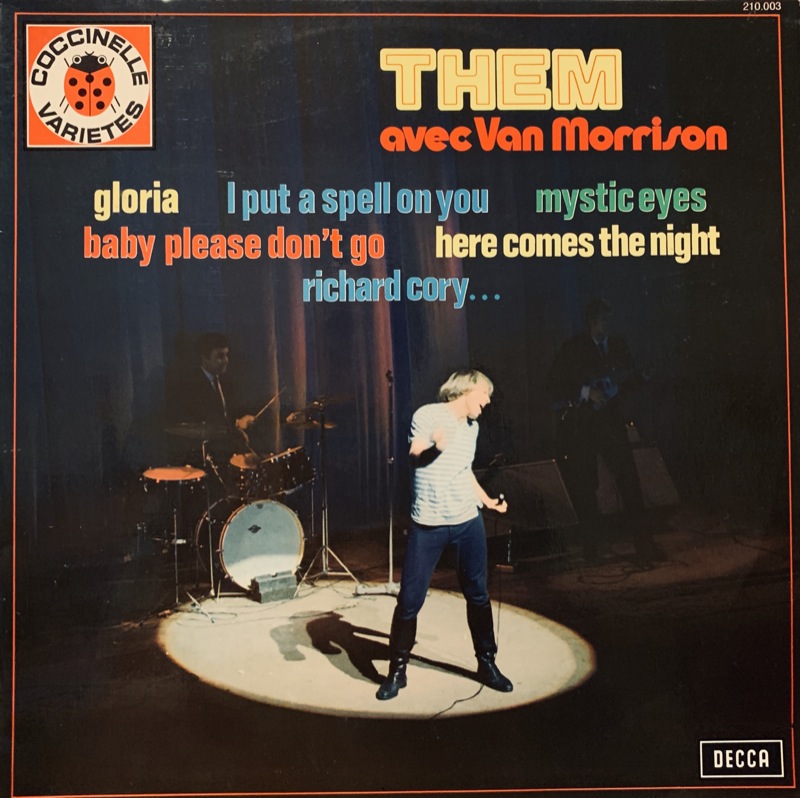 210.003
COCCINELLE
VARIETES
THEM
avec Van Morrison
gloria I put a spell on you mystic eyes
baby please don't go here comes the night
richard cory...
DECCA